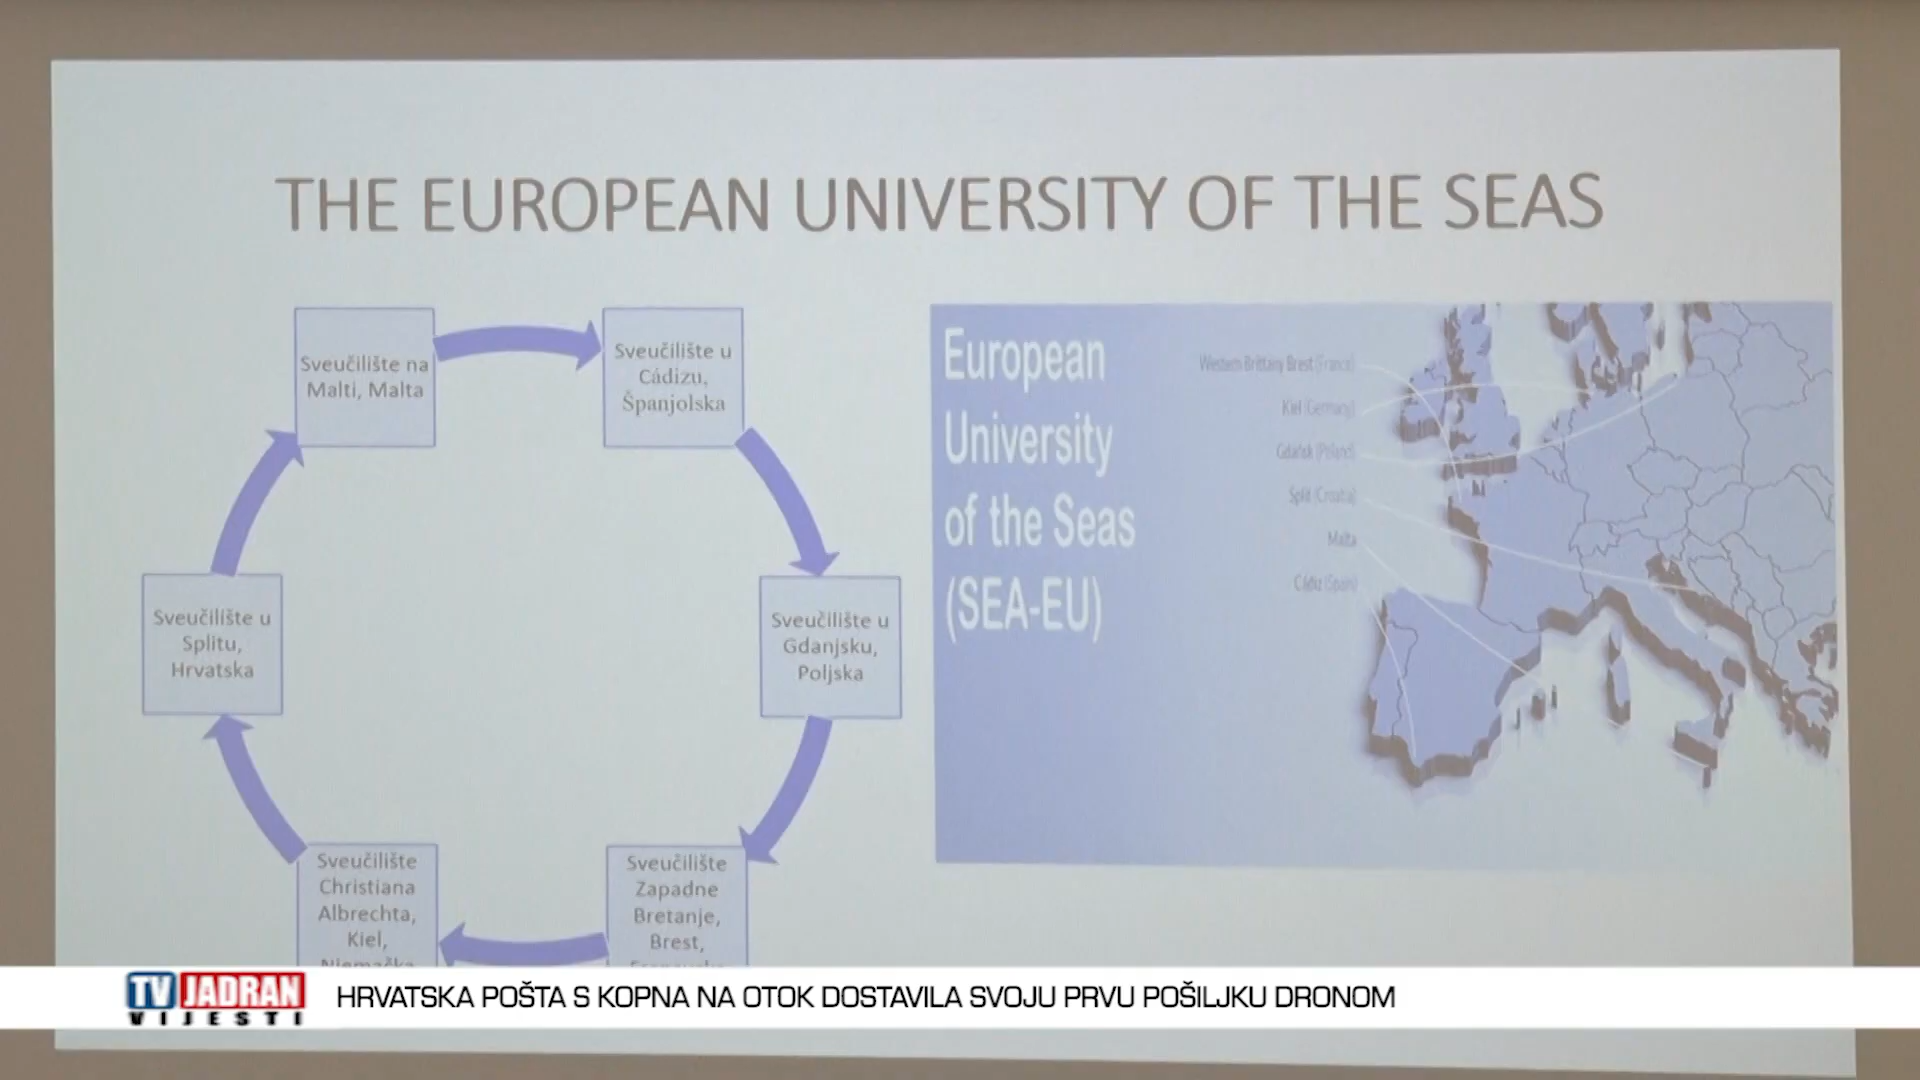 THE EUROPEAN UNIVERSITY OF THE SEAS
Sveučilište na
Malti, Malta
Sveučilište u
Cádizu,
Španjolska
Sveučilište u
Gdanjsku,
Poljska
Sveučilište
Zapadne
Bretanje,
Brest,
Sveučilište
Christiana
Albrechta,
Kiel,
Njemačka
Sveučilište u
Splitu,
Hrvatska
European
University
of the Seas
(SEA-EU)
Western Brittany Brest (France)
Kiel (Germany)
Gdańsk (Poland)
Split (Croatia)
Malta
Cádiz (Spain)
TV JADRAN
VIJESTI
HRVATSKA POŠTA S KOPNA NA OTOK DOSTAVILA SVOJU PRVU POŠILJKU DRONOM